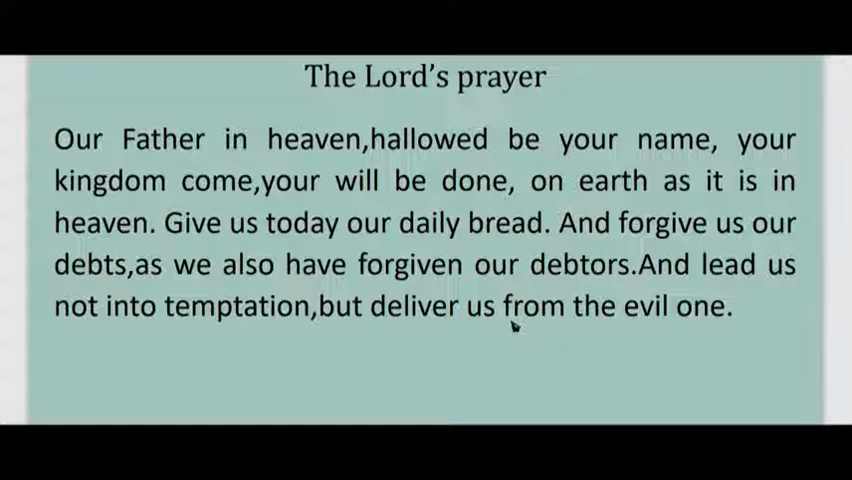 The Lord’s prayer
Our Father in heaven,hallowed be your name, your
kingdom come,your will be done, on earth as it is in
heaven. Give us today our daily bread. And forgive us our
debts,as we also have forgiven our debtors.And lead us
not into temptation,but deliver us from the evil one.